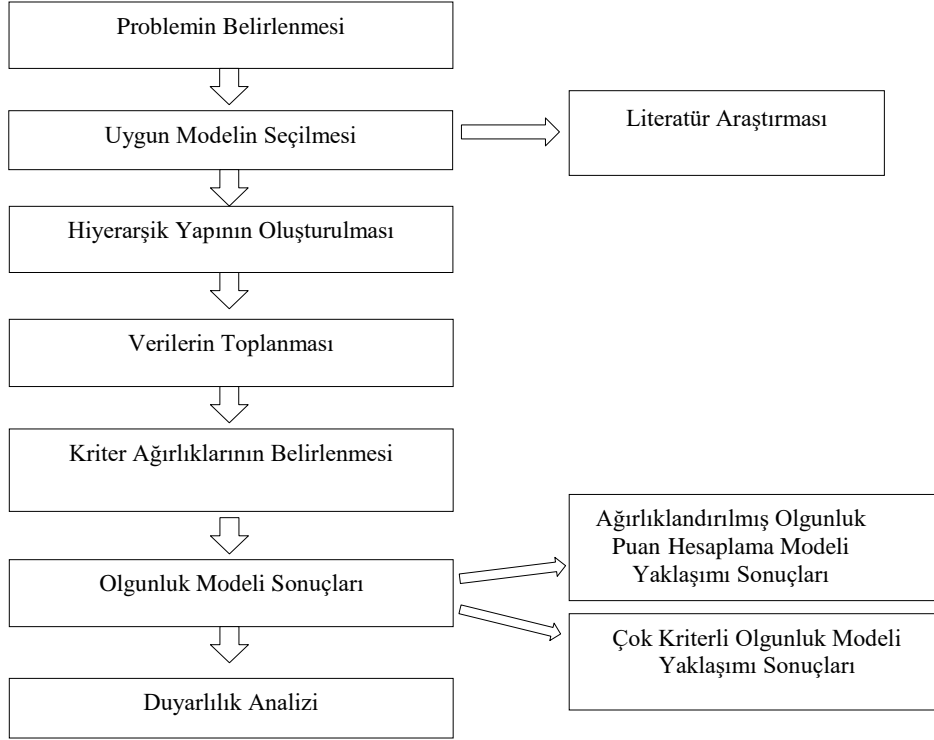 Problemin Belirlenmesi
Uygun Modelin Seçilmesi
Literatür Araştırması
Hiyerarşik Yapının Oluşturulması
Verilerin Toplanması
Kriter Ağırlıklarının Belirlenmesi
Olgunluk Modeli Sonuçları
Ağırlıklandırılmış Olgunluk
Puan Hesaplama Modeli
Yaklaşımı Sonuçları
Çok Kriterli Olgunluk Modeli
Yaklaşımı Sonuçları
Duyarlılık Analizi